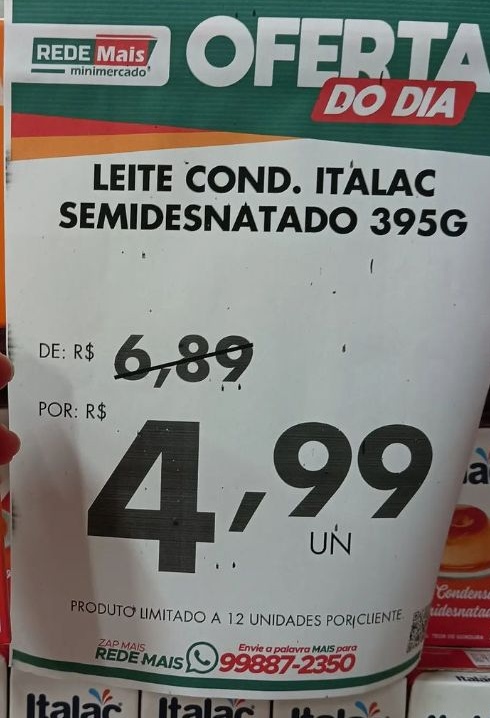 REDE Mais
minimercado
OFERTA
DO DIA
LEITE COND. ITALAC
SEMIDESNATADO 395G
DE: R$ 6,89
POR: R$
4,99
UN
PRODUTO LIMITADO A 12 UNIDADES POR CLIENTE.
ZAP MAIS
REDE MAIS
Envie a palavra MAIS para
99887-2350
Italac
Italac
Italac